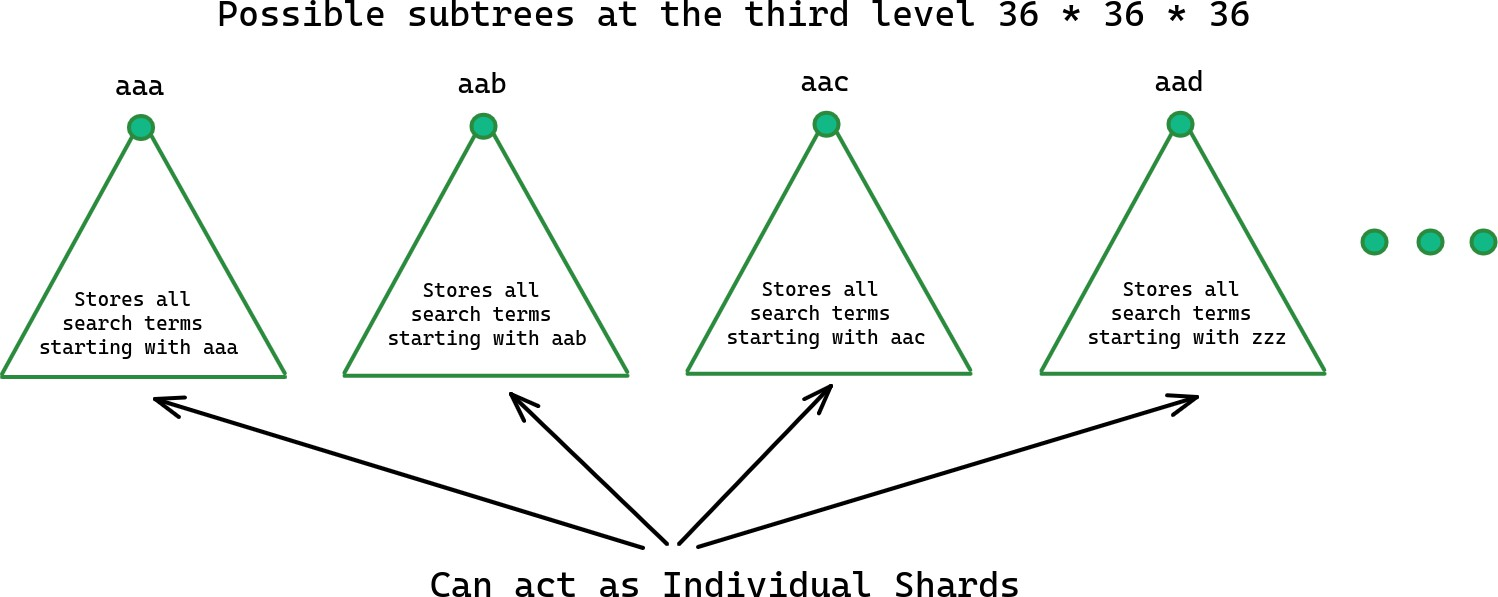 Possible subtrees at the third level 36 * 36 * 36
aaa
aab
aac
aad
Stores all
search terms
starting with aaa
Stores all
search terms
starting with aab
Stores all
search terms
starting with aac
Stores all
search terms
starting with zzz
Can act as Individual Shards